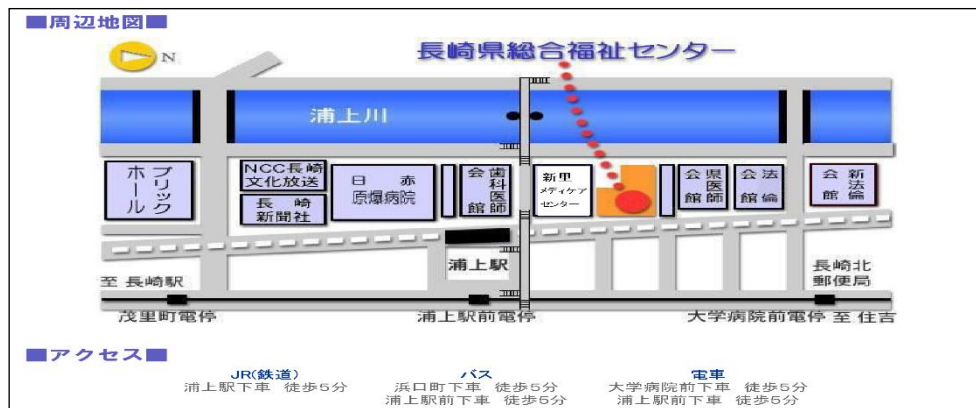 ■周辺地図■
N
長崎県総合福祉センター
浦上川
ブリック
ホール
NCC長崎
文化放送
長崎
新聞社
日赤
原爆病院
歯科医師
会館
新里
メディケア
センター
県医師
会館
法倫
会館
新法倫
会館
浦上駅
至 長崎駅
長崎北
郵便局
茂里町電停
浦上駅前電停
大学病院前電停 至 住吉
■アクセス■
JR(鉄道)
浦上駅下車 徒歩5分
バス
浜口町下車 徒歩5分
浦上駅前下車 徒歩5分
電車
大学病院前下車 徒歩5分
浦上駅前下車 徒歩5分